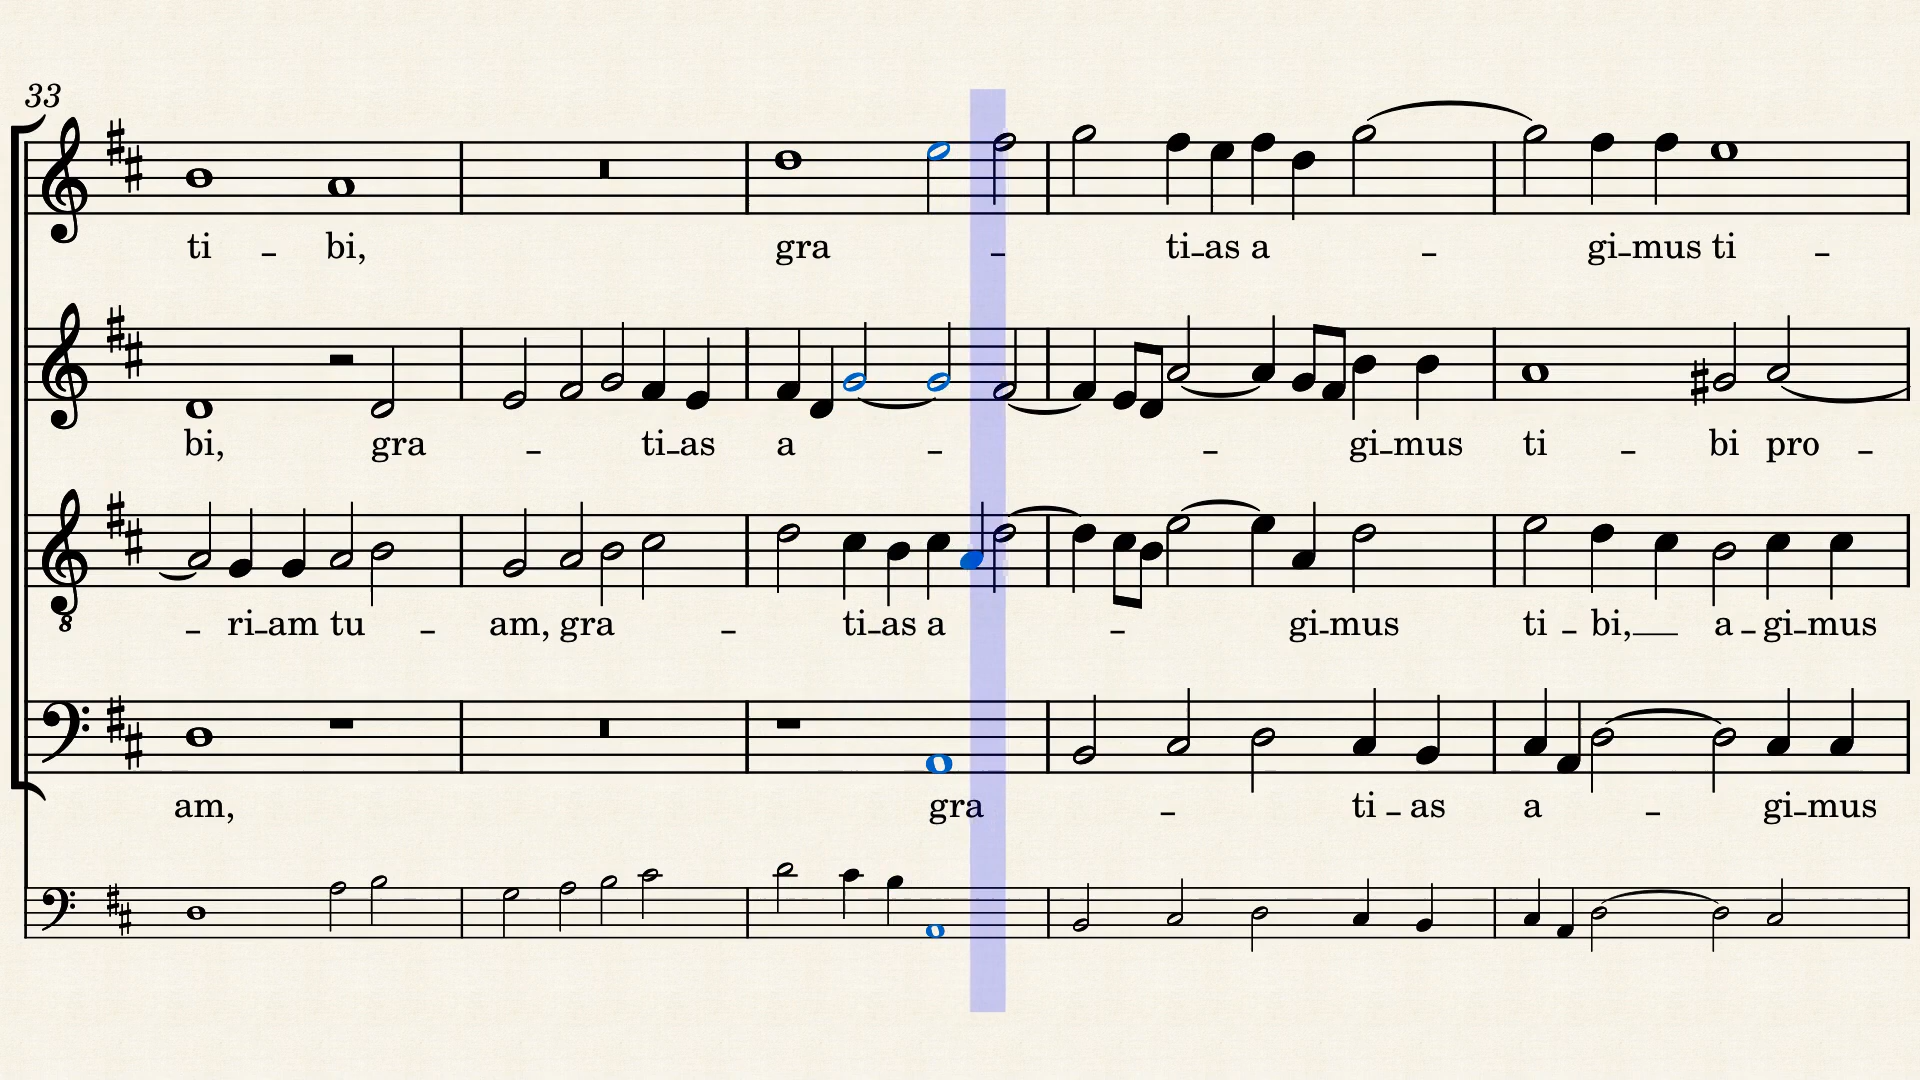 33
ti - bi, gra - ti-as a - gi-mus ti -
bi, gra - ti-as a - - gi-mus ti - bi pro -
- ri-am tu - am, gra - ti-as a - gi-mus ti - bi, a-gi-mus
8
am, gra - ti-as a - gi-mus